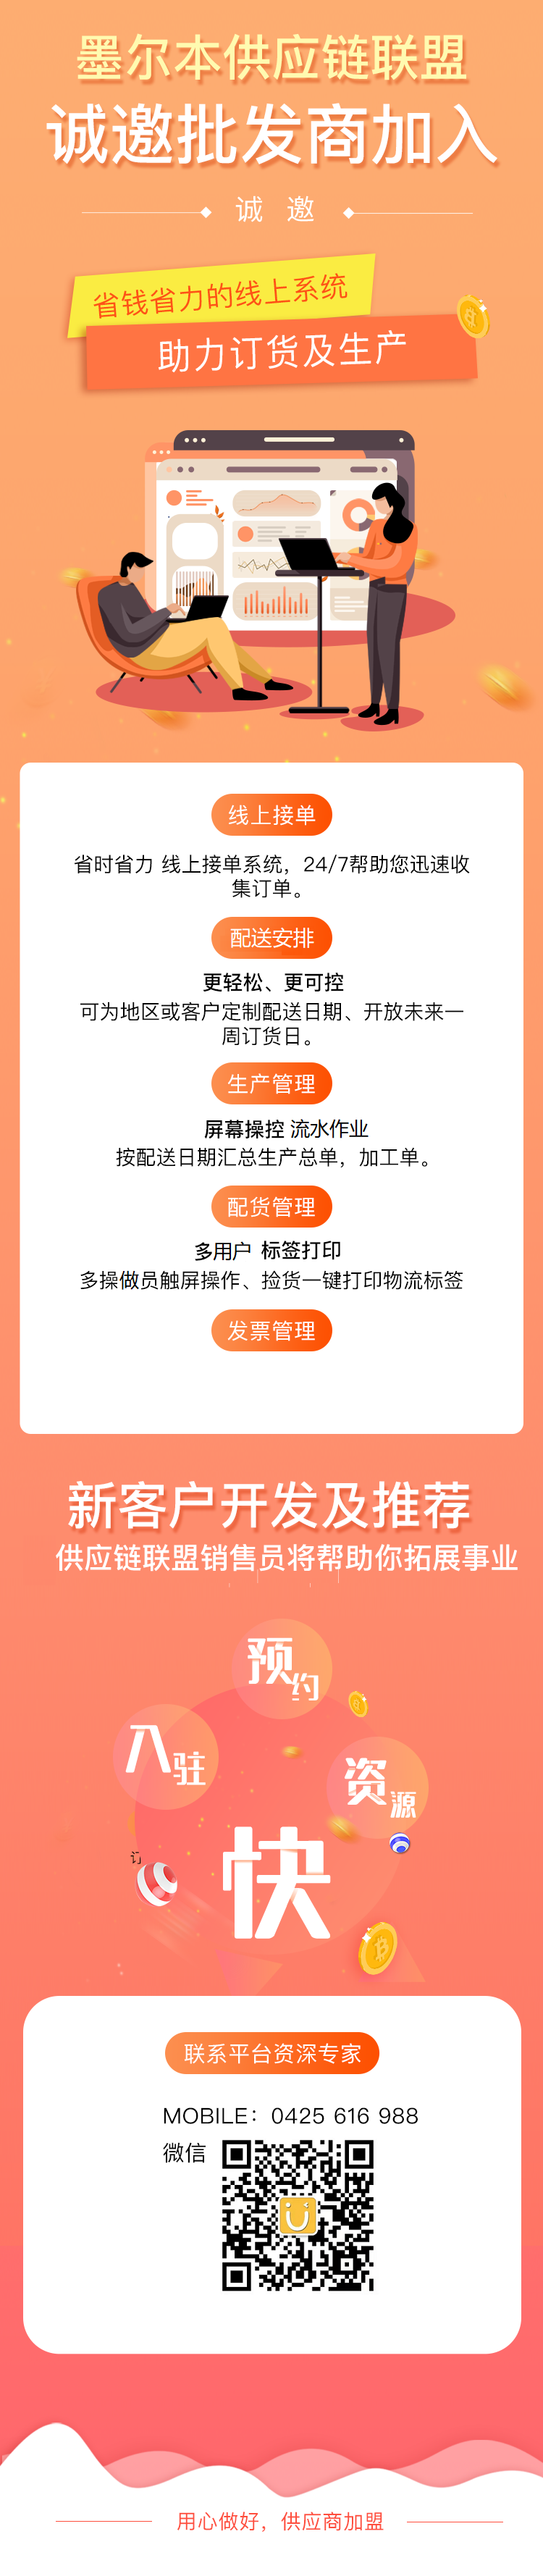 墨尔本供应链联盟
诚邀批发商加入
诚 邀
省钱省力的线上系统
助力订货及生产
线上接单
省时省力 线上接单系统，24/7帮助您迅速收
集订单。
配送安排
更轻松、更可控
可为地区或客户定制配送日期、开放未来一
周订货日。
生产管理
屏幕操控 流水作业
按配送日期汇总生产总单，加工单。
配货管理
多用户 标签打印
多操做员触屏操作、捡货一键打印物流标签
发票管理
新客户开发及推荐
供应链联盟销售员将帮助你拓展事业
预约
入驻
资源
快
订
联系平台资深专家
MOBILE：0425 616 988
微信
用心做好，供应商加盟